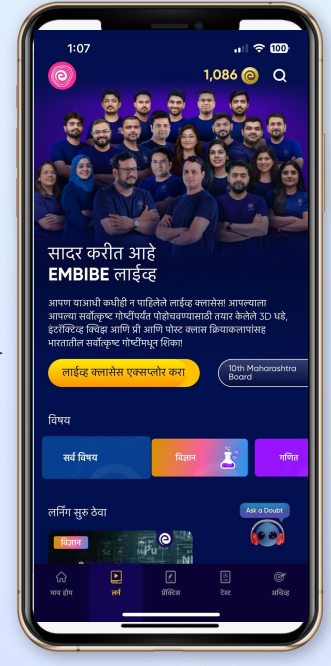 1:07
100
1,086
सादर करीत आहे
EMBIBE लाईव्ह
आपण याआधी कधीही न पाहिलेले लाईव्ह क्लासेस! आपल्याला
आपल्या सर्वोत्कृष्ट गोष्टींपर्यंत पोहोचवण्यासाठी तयार केलेले 3D धडे,
इंटरॅक्टिव्ह क्विझ आणि प्री आणि पोस्ट क्लास क्रियाकलापांसह
भारतातील सर्वोत्कृष्ट गोष्टींमधून शिका!
लाईव्ह क्लासेस एक्सप्लोर करा
10th Maharashtra
Board
विषय
सर्व विषय
विज्ञान
गणित
लर्निंग सुरु ठेवा
Ask a Doubt
विज्ञान
Sc
Pu
माय होम
लर्न
प्रॅक्टिस
टेस्ट
अचिव्ह